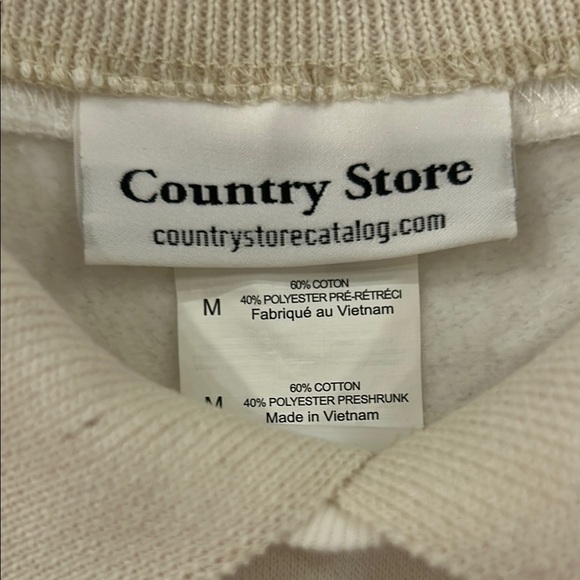 Country Store
countrystorecatalog.com
60% COTON
M 40% POLYESTER PRÉ-RÉTRÉCI
Fabriqué au Vietnam
60% COTTON
M 40% POLYESTER PRESHRUNK
Made in Vietnam